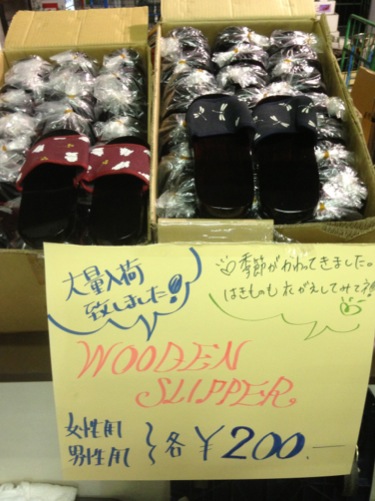 大量入荷
致しました!
季節がかわってきました。
はきものも衣がえしてみてネ!
WOODEN
SLIPPER
女性用
男性用
各 ¥200.—